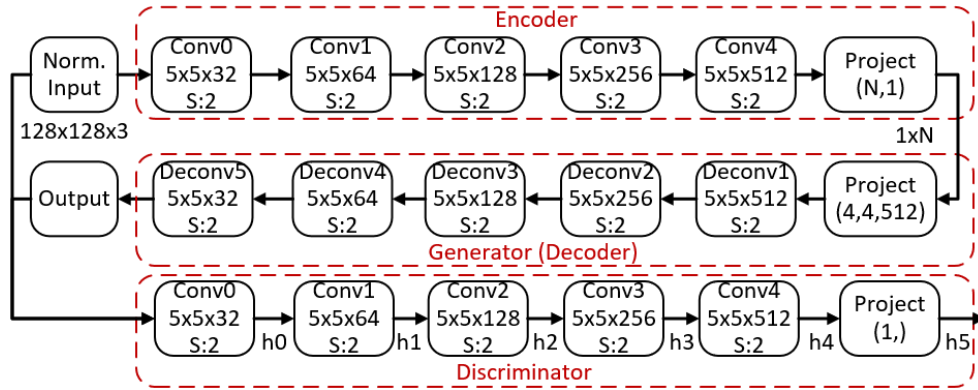 Encoder
Norm.
Input
Conv0
5x5x32
S:2
Conv1
5x5x64
S:2
Conv2
5x5x128
S:2
Conv3
5x5x256
S:2
Conv4
5x5x512
S:2
Project
(N,1)
128x128x3
1xN
Output
Deconv5
5x5x32
S:2
Deconv4
5x5x64
S:2
Deconv3
5x5x128
S:2
Deconv2
5x5x256
S:2
Deconv1
5x5x512
S:2
Project
(4,4,512)
Generator (Decoder)
Conv0
5x5x32
S:2
h0
Conv1
5x5x64
S:2
h1
Conv2
5x5x128
S:2
h2
Conv3
5x5x256
S:2
h3
Conv4
5x5x512
S:2
h4
Project
(1,)
h5
Discriminator